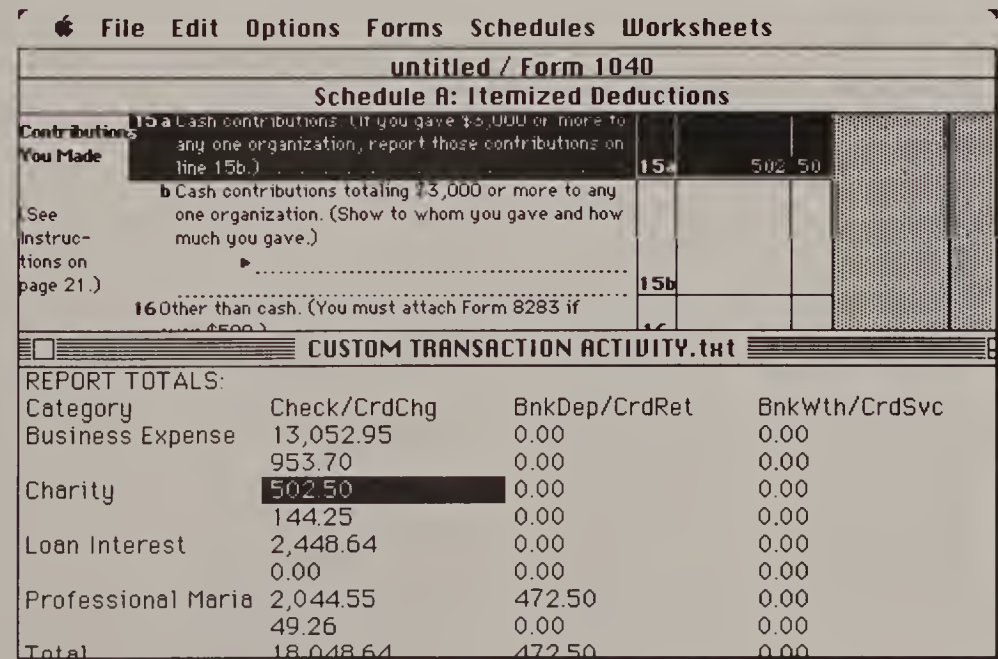 File Edit Options Forms Schedules Worksheets
untitled / Form 1040
Schedule A: Itemized Deductions
Contributions You Made
(See Instruc- tions on page 21.)
15a Cash contributions. (If you gave $3,000 or more to
any one organization, report those contributions on
line 15b.) . . . . . . . . . . . . . 15a 502 50
b Cash contributions totaling $3,000 or more to any
one organization. (Show to whom you gave and how
much you gave.)
15b
16 Other than cash. (You must attach Form 8283 if
$500.)
CUSTOM TRANSACTION ACTIVITY.txt
REPORT TOTALS:
Category Check/CrdChg BnkDep/CrdRet BnkWth/CrdSvc
Business Expense 13,052.95 0.00 0.00
953.70 0.00 0.00
Charity 502.50 0.00 0.00
144.25 0.00 0.00
Loan Interest 2,448.64 0.00 0.00
0.00 0.00 0.00
Professional Maria 2,044.55 472.50 0.00
49.26 0.00 0.00
Total 18,048.64 472.50 0.00